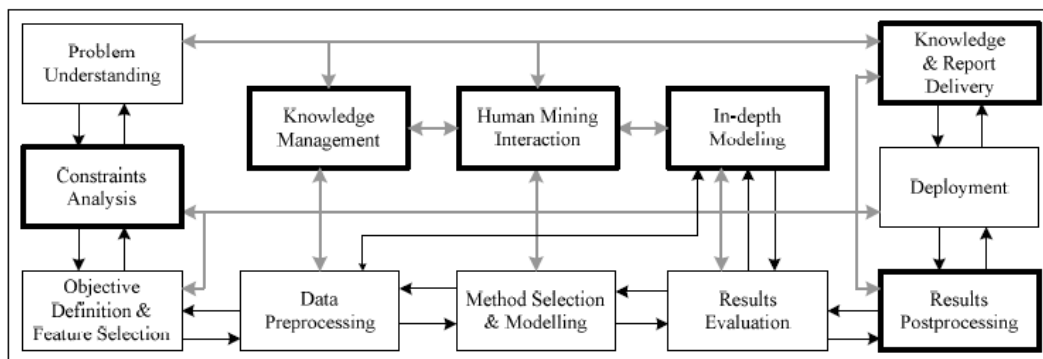 Problem
Understanding
Knowledge
& Report
Delivery
Knowledge
Management
Human Mining
Interaction
In-depth
Modeling
Constraints
Analysis
Deployment
Objective
Definition &
Feature Selection
Data
Preprocessing
Method Selection
& Modelling
Results
Evaluation
Results
Postprocessing